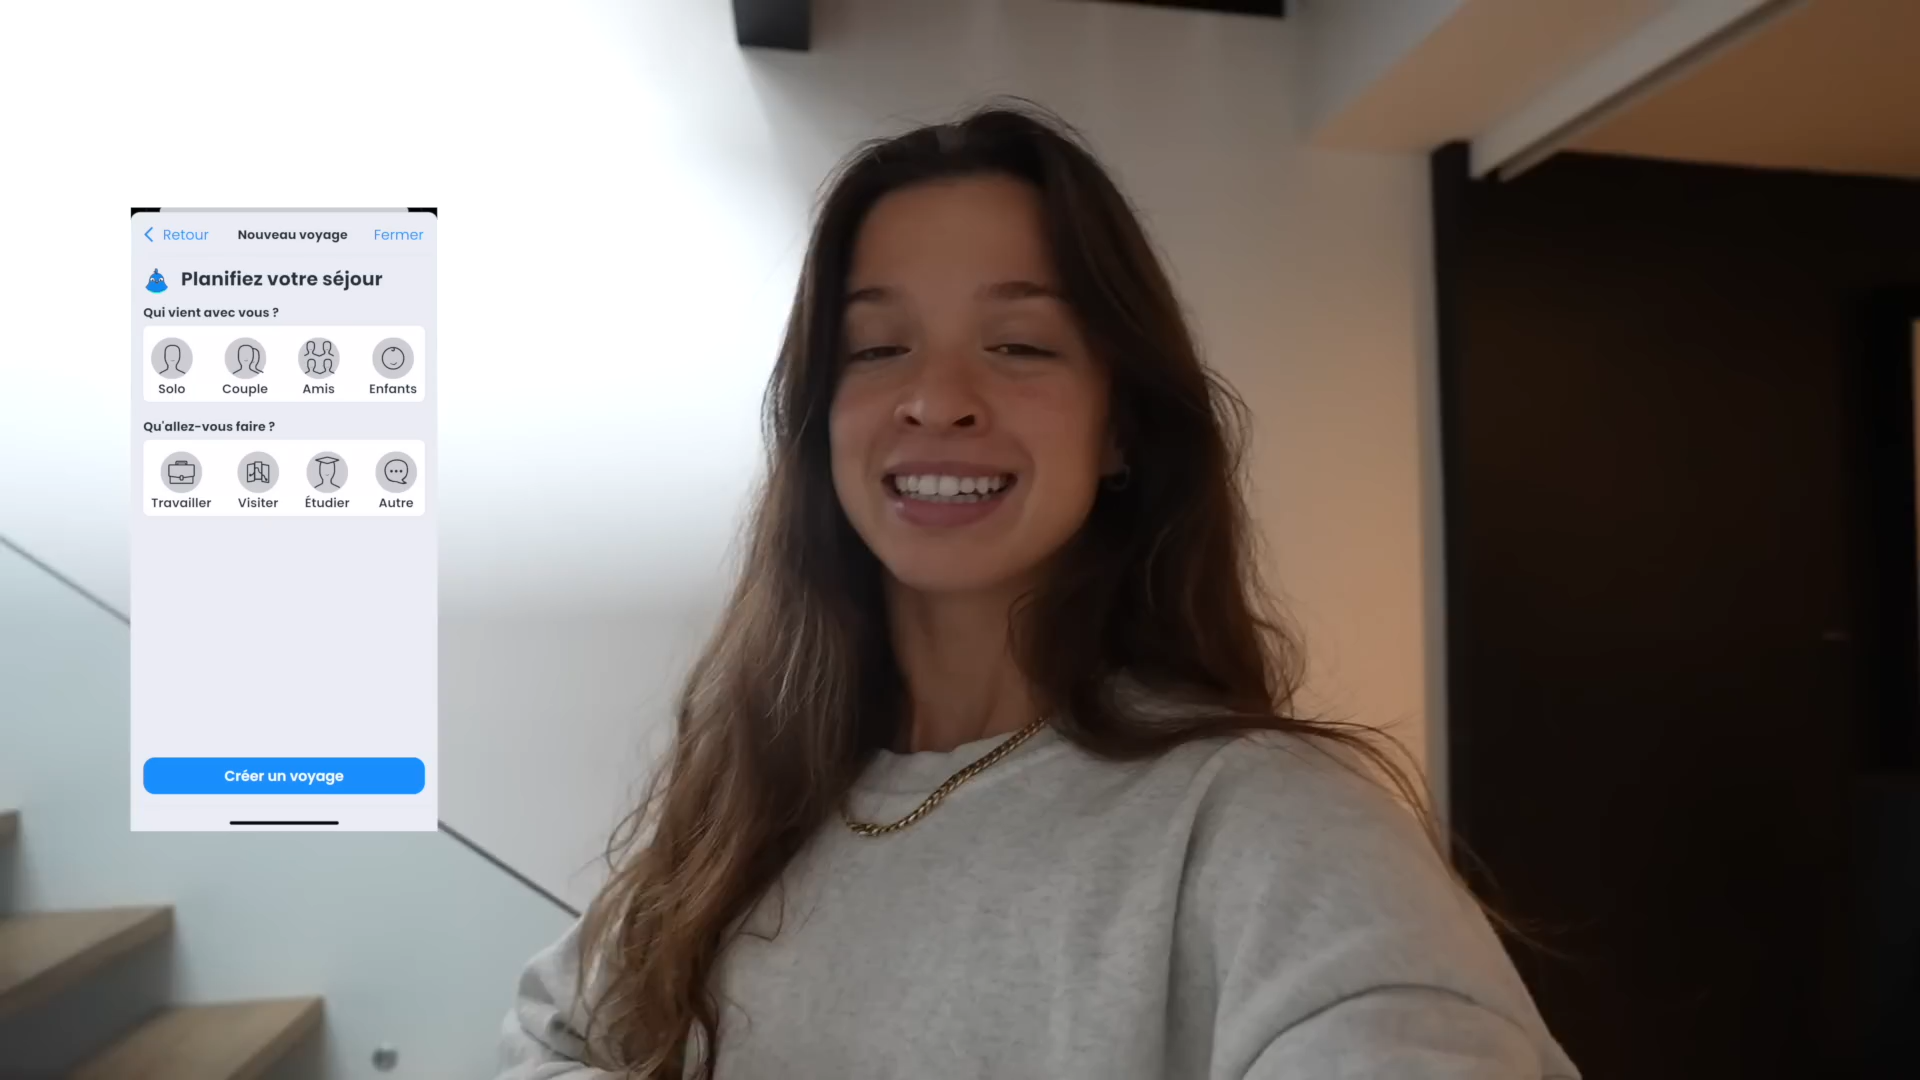 Retour Nouveau voyage Fermer
Planifiez votre séjour
Qui vient avec vous ?
Solo Couple Amis Enfants
Qu'allez-vous faire ?
Travailler Visiter Étudier Autre
Créer un voyage